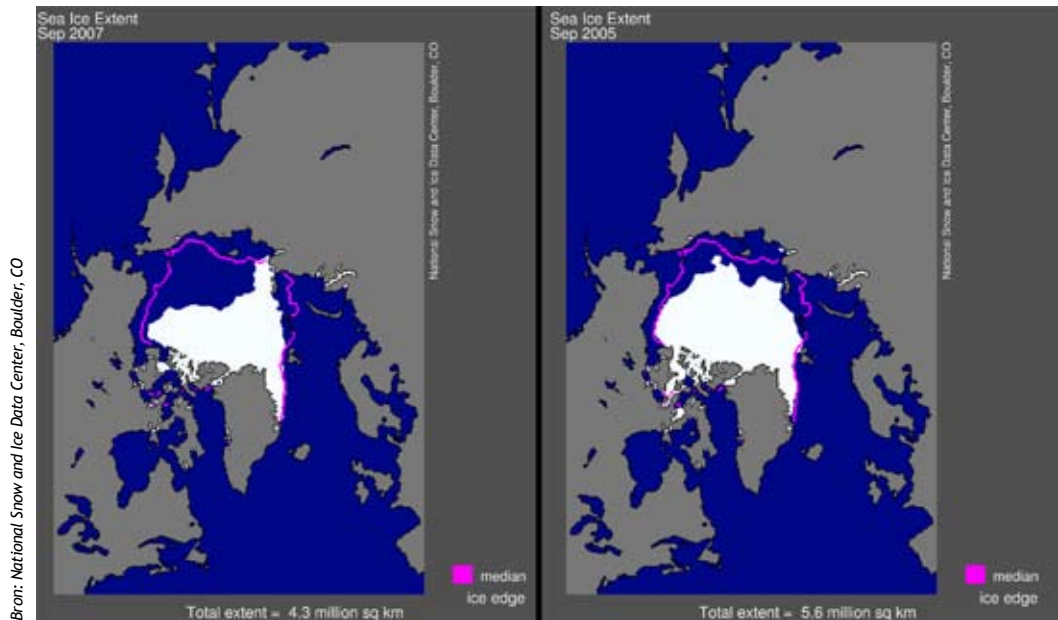 Bron: National Snow and Ice Data Center, Boulder, CO
Sea Ice Extent
Sep 2007
National Snow and Ice Data Center, Boulder, CO
median
ice edge
Total extent = 4.3 million sq km
Sea Ice Extent
Sep 2005
National Snow and Ice Data Center, Boulder, CO
median
ice edge
Total extent = 5.6 million sq km